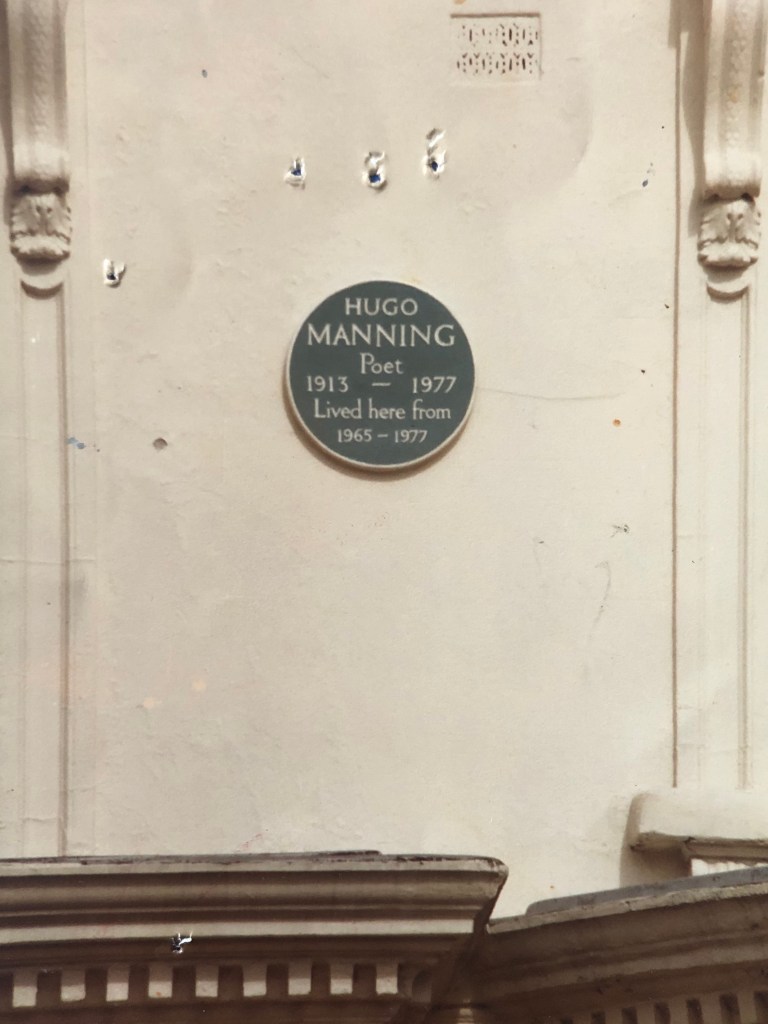 HUGO
MANNING
Poet
1913 — 1977
Lived here from
1965 – 1977